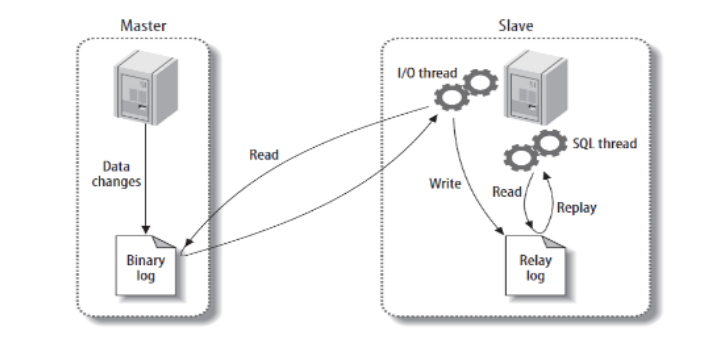 Master
Slave
I/O thread
SQL thread
Data
changes
Read
Write
Read
Replay
Binary
log
Relay
log